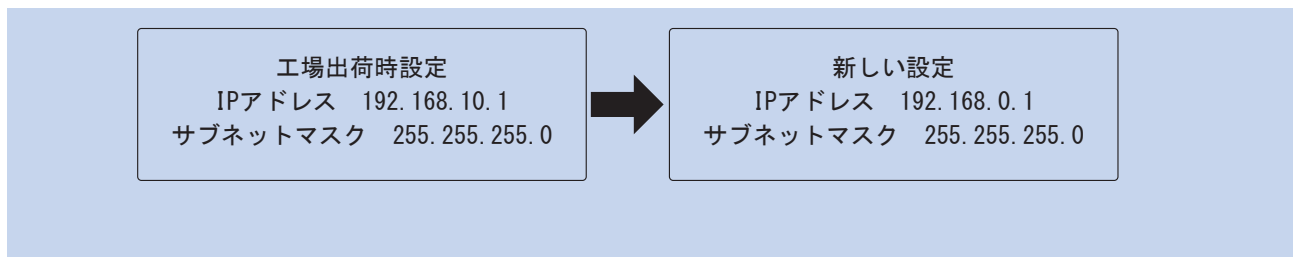 工場出荷時設定
IPアドレス　192.168.10.1
サブネットマスク　255.255.255.0
新しい設定
IPアドレス　192.168.0.1
サブネットマスク　255.255.255.0